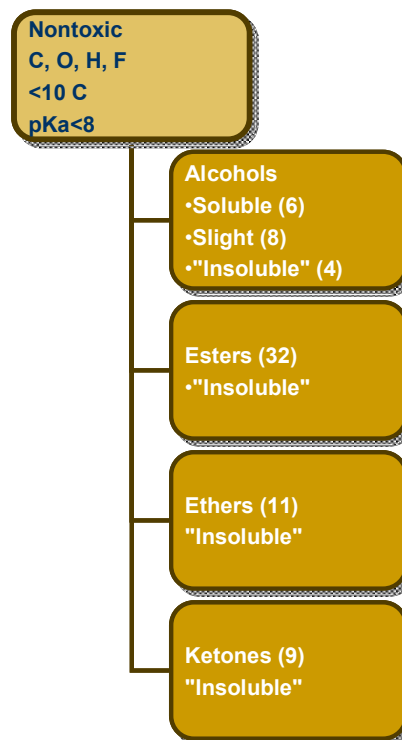 Nontoxic
C, O, H, F
<10 C
pKa<8
Alcohols
•Soluble (6)
•Slight (8)
•"Insoluble" (4)
Esters (32)
•"Insoluble"
Ethers (11)
"Insoluble"
Ketones (9)
"Insoluble"